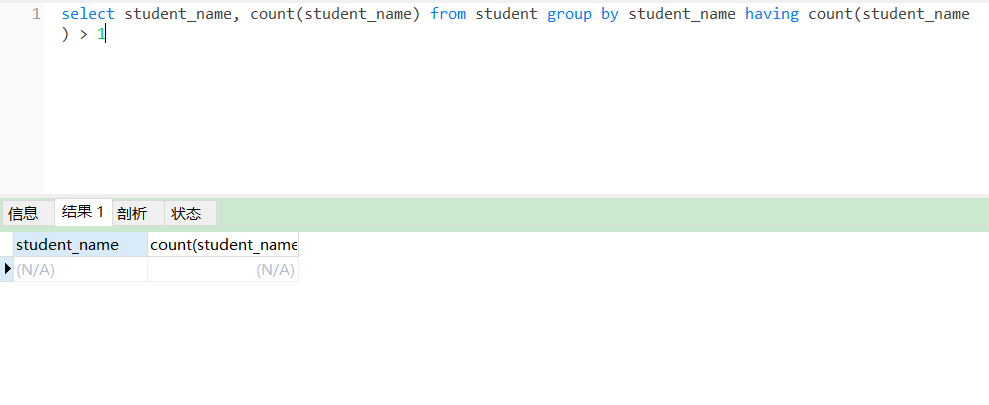 1 select student_name, count(student_name) from student group by student_name having count(student_name
) > 1
信息 结果 1 剖析 状态
student_name count(student_name
(N/A) (N/A)